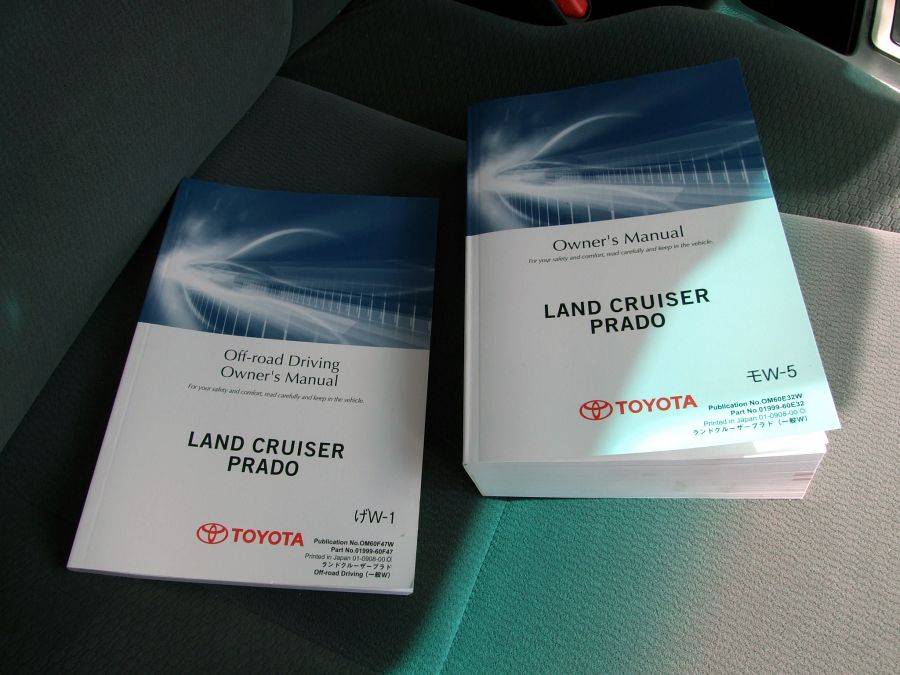 Off-road Driving
Owner's Manual
For your safety and comfort, read carefully and keep in the vehicle.
LAND CRUISER
PRADO
げW-1
TOYOTA
Publication No.OM60F47W
Part No.01999-60F47
Printed in Japan 01-0908-00
ランドクルーザープラド
Off-road Driving (一般W)
Owner's Manual
For your safety and comfort, read carefully and keep in the vehicle.
LAND CRUISER
PRADO
モW-5
TOYOTA
Publication No.OM60E32W
Part No.01999-60E32
Printed in Japan 01-0908-00
ランドクルーザープラド (一般W)